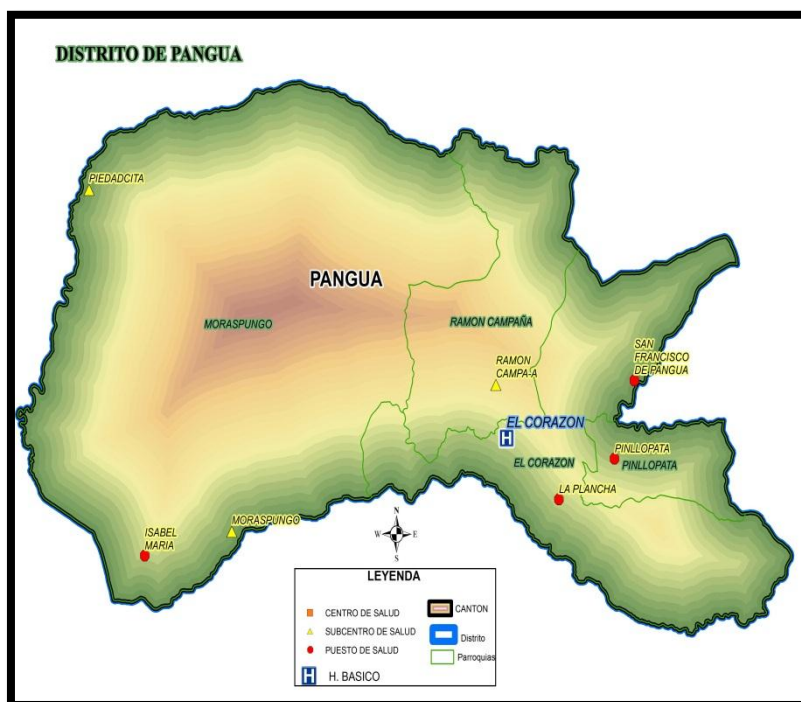 DISTRITO DE PANGUA
PIEDADCITA
PANGUA
MORASPUNGO
RAMON CAMPAÑA
SAN
FRANCISCO
DE PANGUA
RAMON
CAMPA-A
EL CORAZON
H
EL CORAZON
PINLLOPATA
PINLLOPATA
LA PLANCHA
MORASPUNGO
ISABEL
MARIA
N
W E
S
LEYENDA
CENTRO DE SALUD
SUBCENTRO DE SALUD
PUESTO DE SALUD
H H. BASICO
CANTON
Distrito
Parroquias